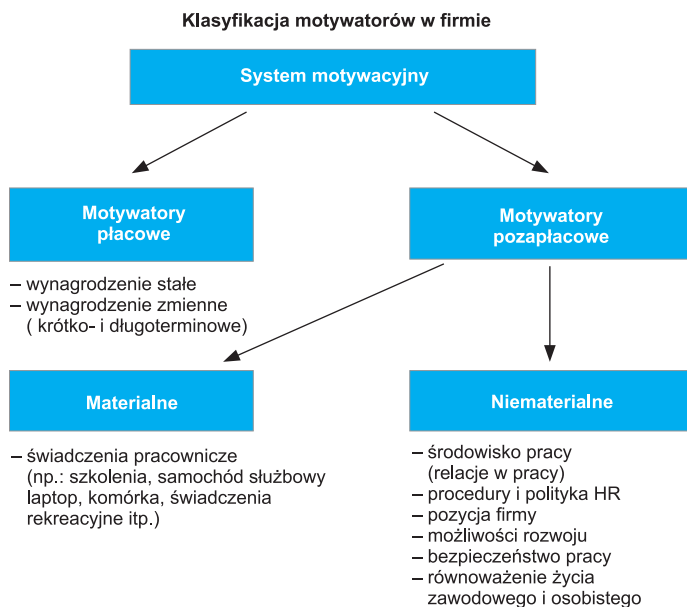 Klasyfikacja motywatorów w firmie
System motywacyjny
Motywatory
płacowe
Motywatory
pozapłacowe
– wynagrodzenie stałe
– wynagrodzenie zmienne
( krótko- i długoterminowe)
Materialne
Niematerialne
– świadczenia pracownicze
(np.: szkolenia, samochód służbowy
laptop, komórka, świadczenia
rekreacyjne itp.)
– środowisko pracy
(relacje w pracy)
– procedury i polityka HR
– pozycja firmy
– możliwości rozwoju
– bezpieczeństwo pracy
– równoważenie życia
zawodowego i osobistego